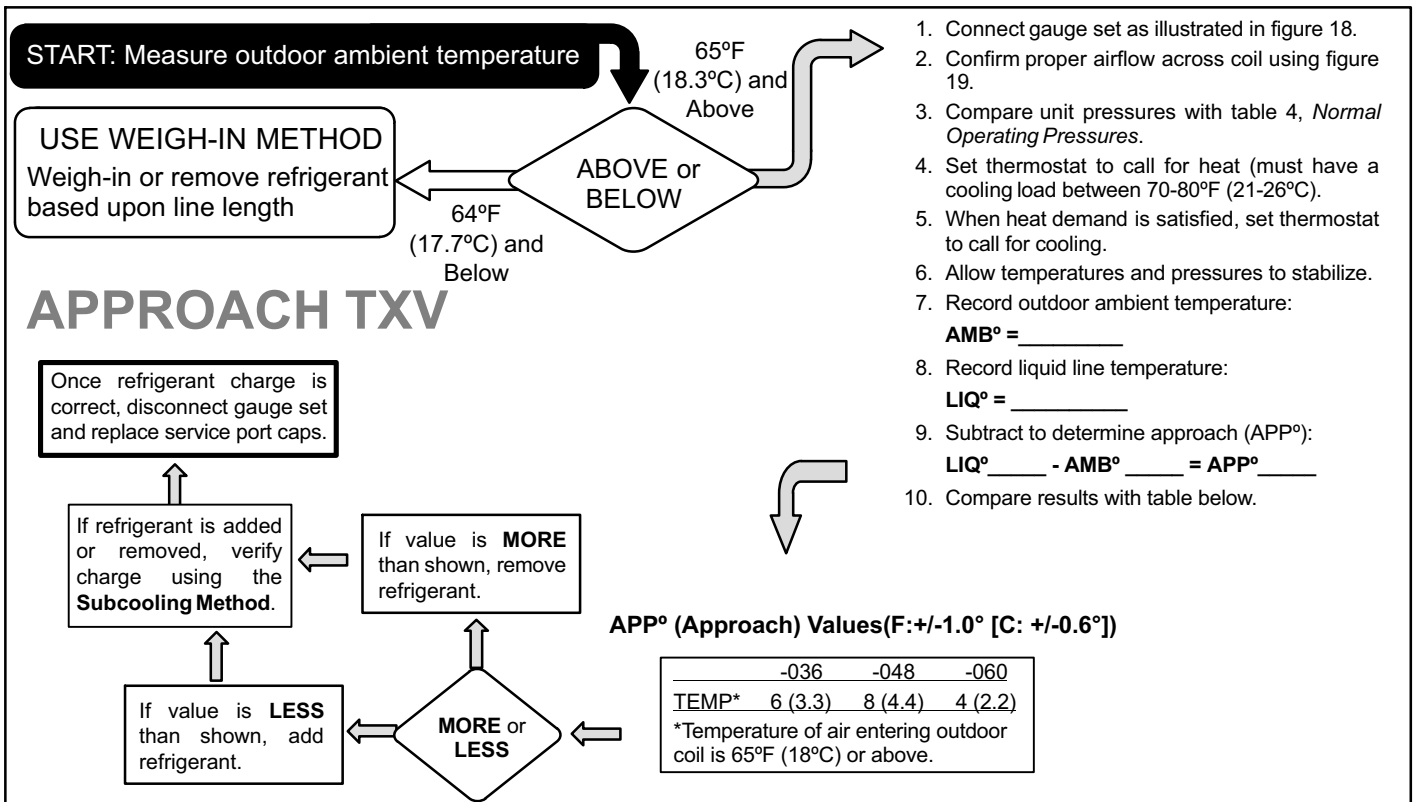 START: Measure outdoor ambient temperature
65ºF
(18.3ºC) and
Above
ABOVE or
BELOW
64ºF
(17.7ºC) and
Below
USE WEIGH-IN METHOD
Weigh-in or remove refrigerant
based upon line length
1. Connect gauge set as illustrated in figure 18.
2. Confirm proper airflow across coil using figure
19.
3. Compare unit pressures with table 4, Normal
Operating Pressures.
4. Set thermostat to call for heat (must have a
cooling load between 70-80ºF (21-26ºC).
5. When heat demand is satisfied, set thermostat
to call for cooling.
6. Allow temperatures and pressures to stabilize.
7. Record outdoor ambient temperature:
AMBº =_________
8. Record liquid line temperature:
LIQº = __________
9. Subtract to determine approach (APPº):
LIQº_____ - AMBº _____ = APPº_____
10. Compare results with table below.
APPROACH TXV
APPº (Approach) Values(F:+/-1.0° [C: +/-0.6°])
-036 -048 -060
TEMP* 6 (3.3) 8 (4.4) 4 (2.2)
*Temperature of air entering outdoor
coil is 65ºF (18ºC) or above.
MORE or
LESS
If value is MORE
than shown, remove
refrigerant.
If value is LESS
than shown, add
refrigerant.
If refrigerant is added
or removed, verify
charge using the
Subcooling Method.
Once refrigerant charge is
correct, disconnect gauge set
and replace service port caps.